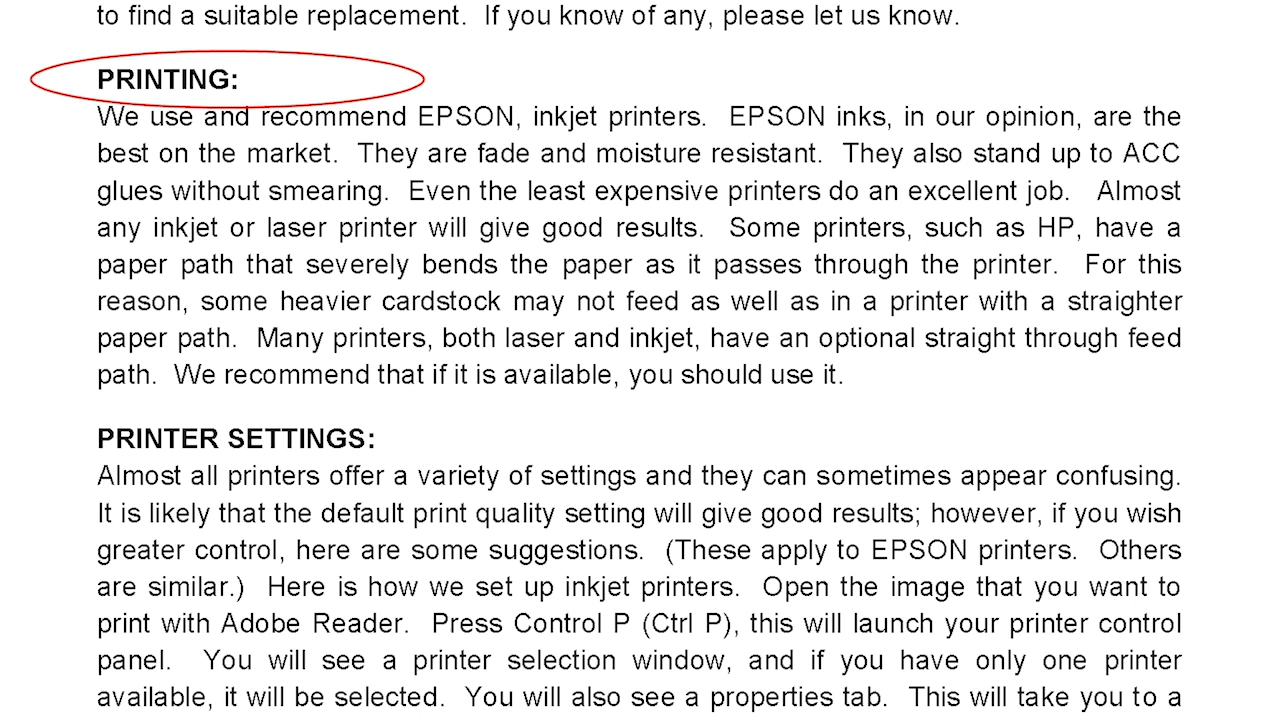 to find a suitable replacement.  If you know of any, please let us know.
PRINTING:
We use and recommend EPSON, inkjet printers.  EPSON inks, in our opinion, are the
best on the market.  They are fade and moisture resistant.  They also stand up to ACC
glues without smearing.  Even the least expensive printers do an excellent job.   Almost
any inkjet or laser printer will give good results.  Some printers, such as HP, have a
paper path that severely bends the paper as it passes through the printer.  For this
reason, some heavier cardstock may not feed as well as in a printer with a straighter
paper path.  Many printers, both laser and inkjet, have an optional straight through feed
path.  We recommend that if it is available, you should use it.
PRINTER SETTINGS:
Almost all printers offer a variety of settings and they can sometimes appear confusing.
It is likely that the default print quality setting will give good results; however, if you wish
greater control, here are some suggestions.  (These apply to EPSON printers.  Others
are similar.)  Here is how we set up inkjet printers.  Open the image that you want to
print with Adobe Reader.  Press Control P (Ctrl P), this will launch your printer control
panel.  You will see a printer selection window, and if you have only one printer
available, it will be selected.  You will also see a properties tab.  This will take you to a